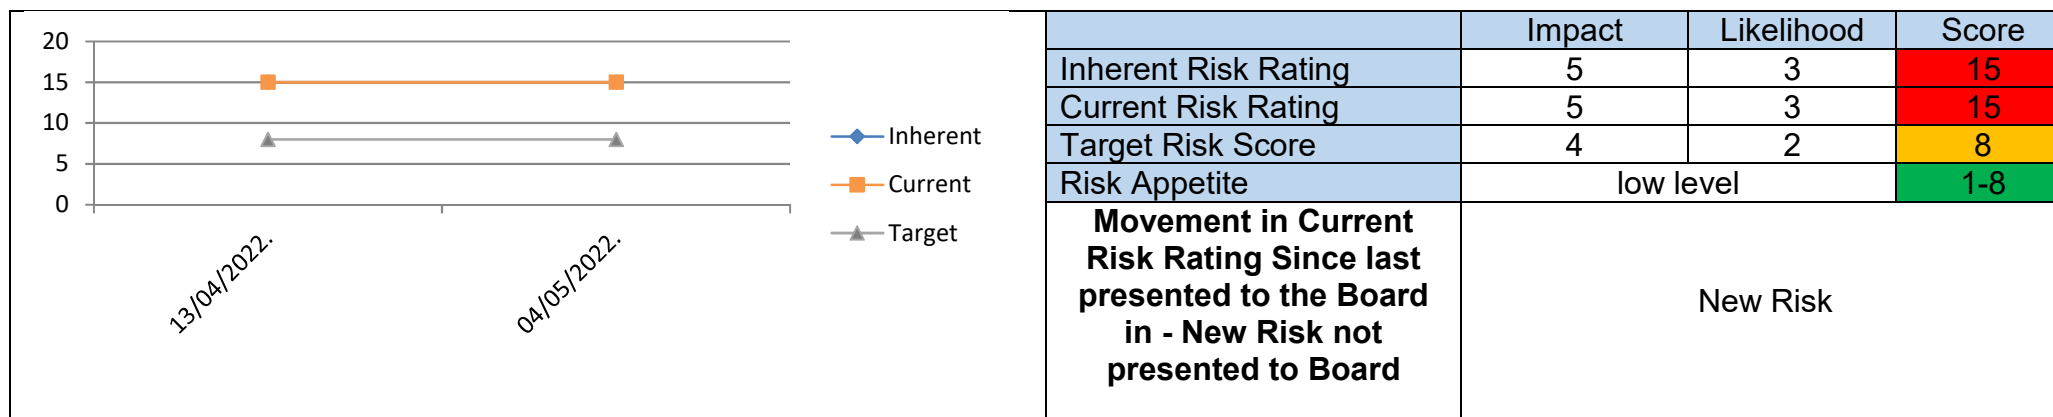 20
15
10
5
0
13/04/2022.
04/05/2022.
Inherent
Current
Target
Impact Likelihood Score
Inherent Risk Rating 5 3 15
Current Risk Rating 5 3 15
Target Risk Score 4 2 8
Risk Appetite low level 1-8
Movement in Current
Risk Rating Since last
presented to the Board
in - New Risk not
presented to Board
New Risk